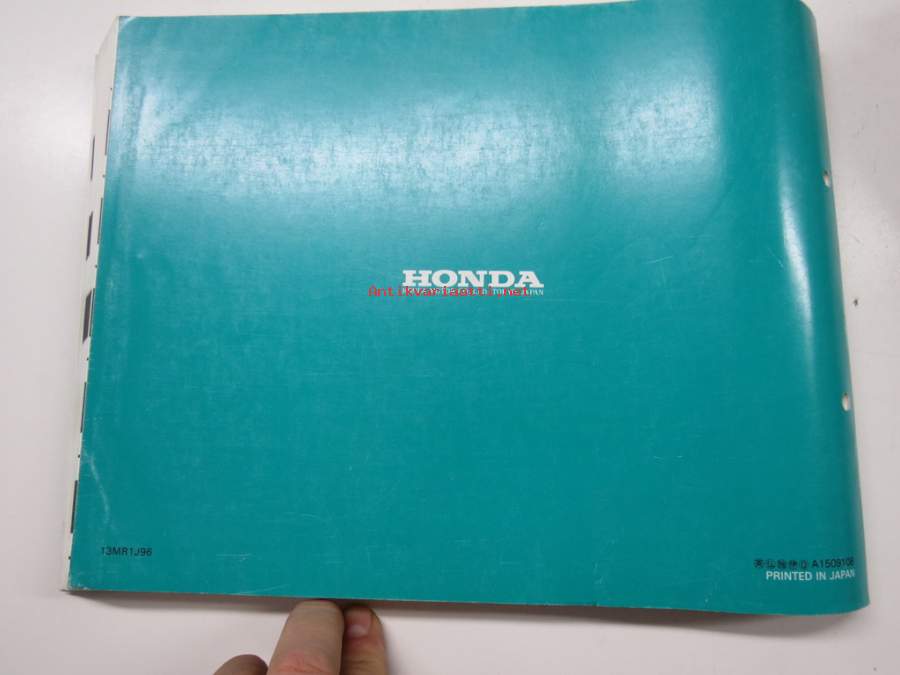 HONDA
Antikvariaatti.net
13MR1J96
A1509108
PRINTED IN JAPAN